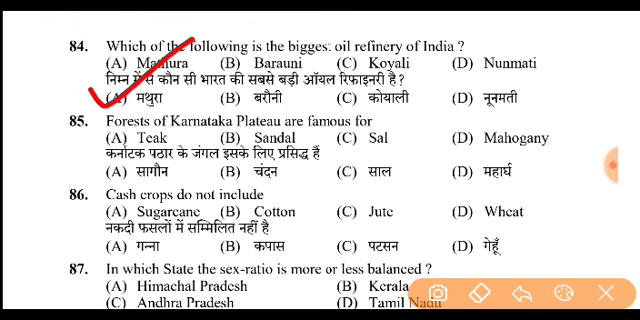 84. Which of the following is the bigges: oil refinery of India ?
(A) Mathura (B) Barauni (C) Koyali (D) Nunmati
निम्न में से कौन सी भारत की सबसे बड़ी ऑयल रिफाइनरी है?
(A) मथुरा (B) बरौनी (C) कोयाली (D) नूनमती
85. Forests of Karnataka Plateau are famous for
(A) Teak (B) Sandal (C) Sal (D) Mahogany
कर्नाटक पठार के जंगल इसके लिए प्रसिद्ध हैं
(A) सागौन (B) चंदन (C) साल (D) महार्घ
86. Cash crops do not include
(A) Sugarcane (B) Cotton (C) Jute (D) Wheat
नकदी फसलों में सम्मिलित नहीं है
(A) गन्ना (B) कपास (C) पटसन (D) गेहूँ
87. In which State the sex-ratio is more or less balanced ?
(A) Himachal Pradesh (B) Kerala
(C) Andhra Pradesh (D) Tamil Nadu